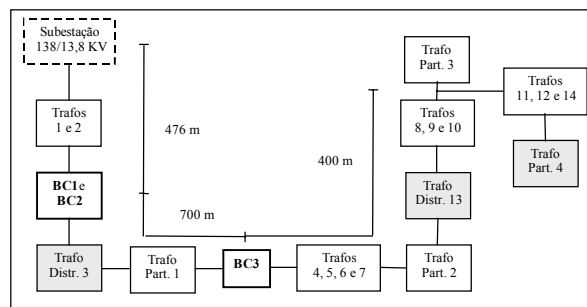 Subestação
138/13,8 KV
Trafos
1 e 2
BC1 e
BC2
Trafo
Distr. 3
Trafo
Part. 1
BC3
Trafos
4, 5, 6 e 7
Trafo
Part. 2
Trafo
Distr. 13
Trafos
8, 9 e 10
Trafo
Part. 3
Trafos
11, 12 e 14
Trafo
Part. 4
476 m
700 m
400 m